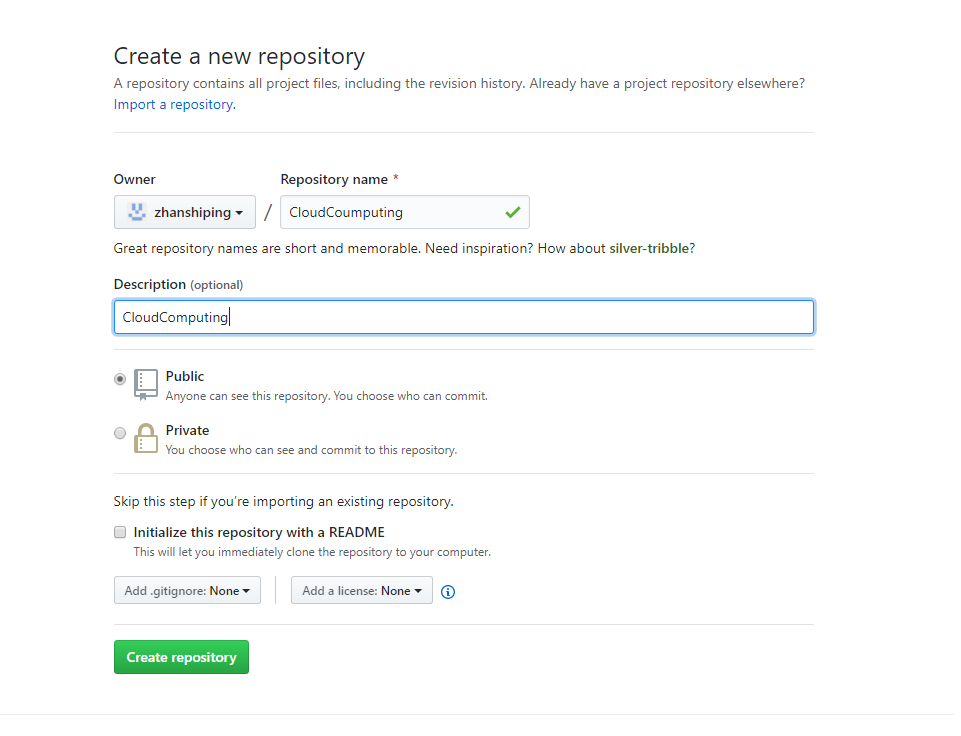 Create a new repository
A repository contains all project files, including the revision history. Already have a project repository elsewhere?
Import a repository.
Owner
Repository name *
zhanshiping
/
CloudCoumputing
Great repository names are short and memorable. Need inspiration? How about silver-tribble?
Description (optional)
CloudComputing
Public
Anyone can see this repository. You choose who can commit.
Private
You choose who can see and commit to this repository.
Skip this step if you’re importing an existing repository.
Initialize this repository with a README
This will let you immediately clone the repository to your computer.
Add .gitignore: None
Add a license: None
Create repository